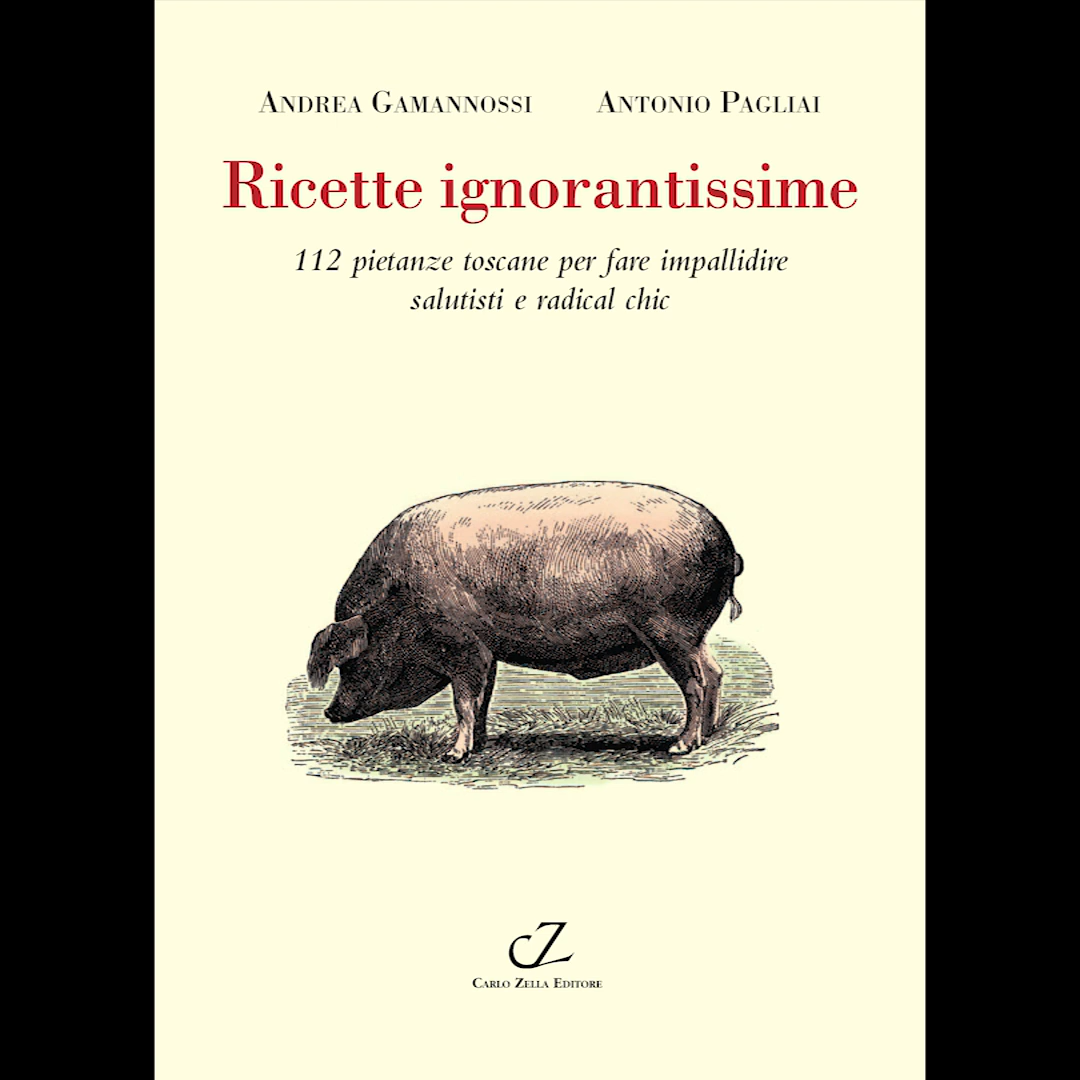 Andrea Gamannossi Antonio Pagliai
Ricette ignorantissime
112 pietanze toscane per fare impallidire
salutisti e radical chic
CZ
Carlo Zella Editore